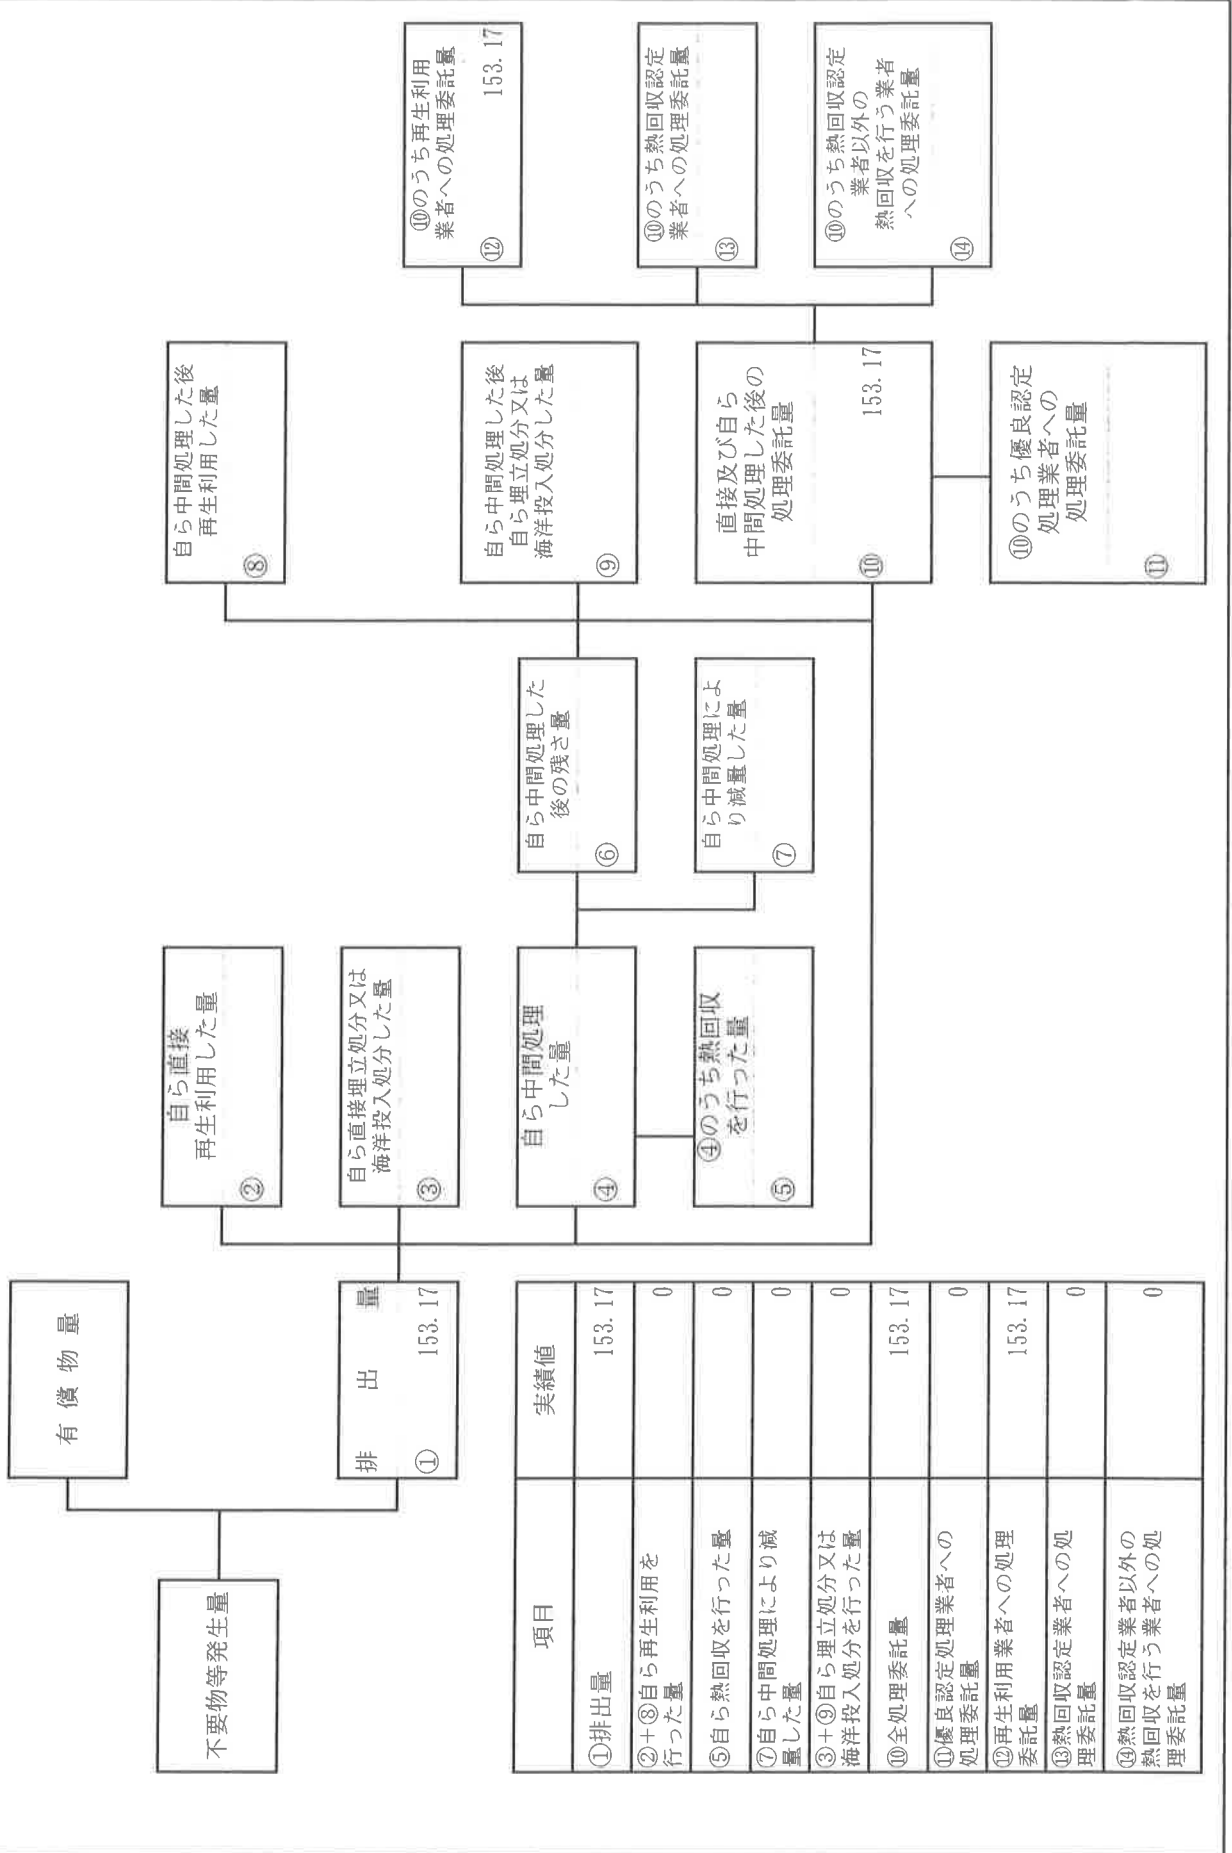 不要物等発生量
有償物量
排出量
① 153.17
自ら直接
再生利用した量
②
自ら直接埋立処分又は
海洋投入処分した量
③
自ら中間処理
した量
④
④のうち熱回収
を行った量
⑤
自ら中間処理した
後の残さ量
⑥
自ら中間処理によ
り減量した量
⑦
自ら中間処理した後
再生利用した量
⑧
自ら中間処理した後
自ら埋立処分又は
海洋投入処分した量
⑨
直接及び自ら
中間処理した後の
処理委託量
⑩ 153.17
⑩のうち優良認定
処理業者への
処理委託量
⑪
⑩のうち再生利用
業者への処理委託量
⑫ 153.17
⑩のうち熱回収認定
業者への処理委託量
⑬
⑩のうち熱回収認定
業者以外の
熱回収を行う業者
への処理委託量
⑭
項目 実績値
①排出量 153.17
②+⑧自ら再生利用を
行った量 0
⑤自ら熱回収を行った量 0
⑦自ら中間処理により減
量した量 0
③+⑨自ら埋立処分又は
海洋投入処分を行った量 0
⑩全処理委託量 153.17
⑪優良認定処理業者への
処理委託量 0
⑫再生利用業者への処理
委託量 153.17
⑬熱回収認定業者への処
理委託量 0
⑭熱回収認定業者以外の
熱回収を行う業者への処
理委託量 0